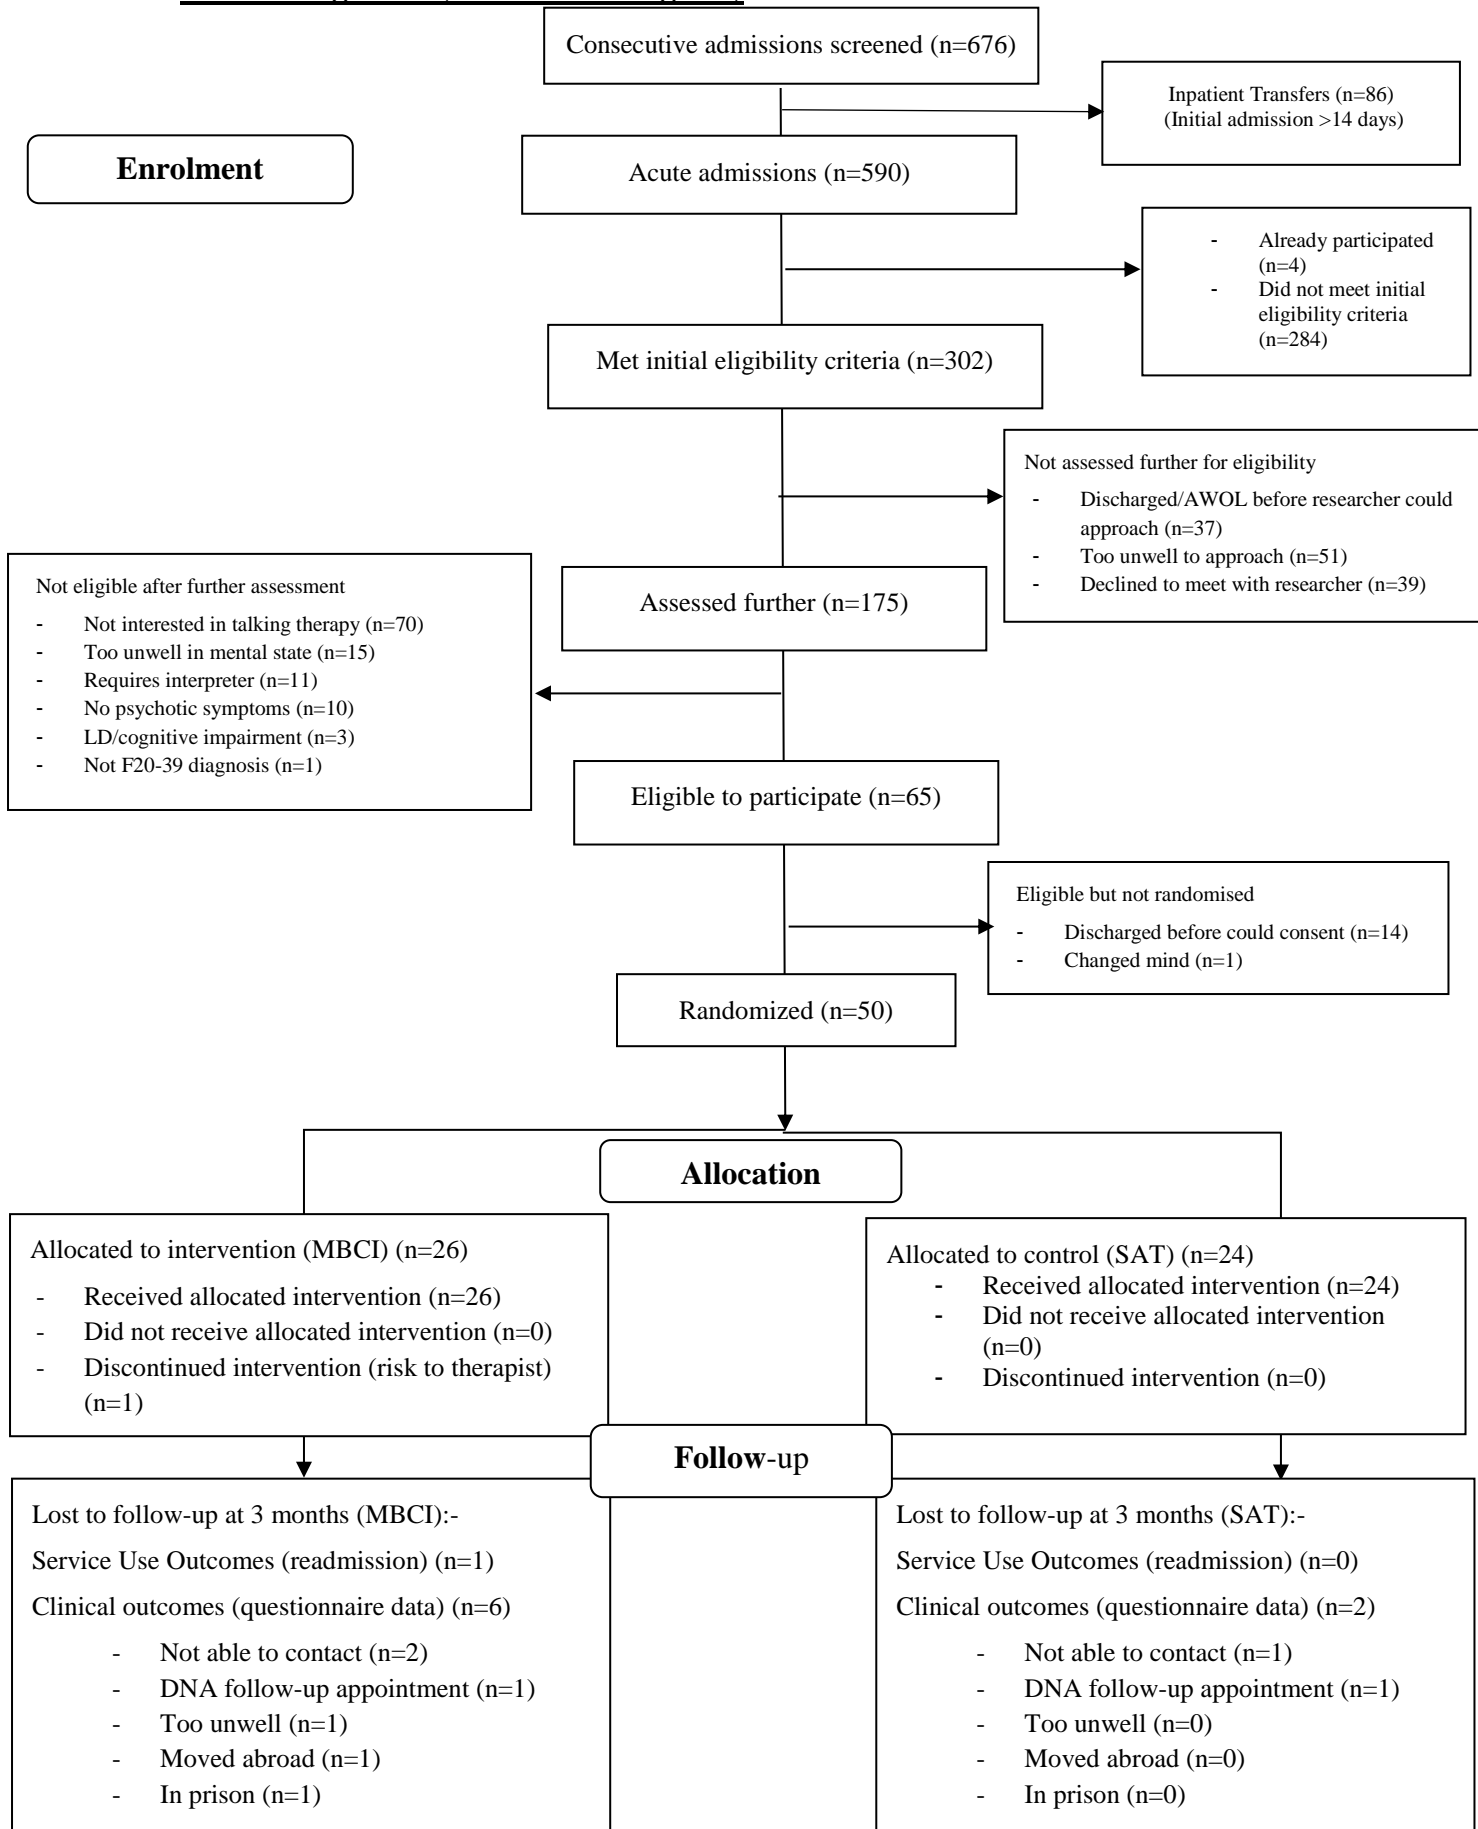 Consecutive admissions screened (n=676)
Inpatient Transfers (n=86)
(Initial admission >14 days)
Enrolment
Acute admissions (n=590)
- Already participated
(n=4)
- Did not meet initial
eligibility criteria
(n=284)
Met initial eligibility criteria (n=302)
Not assessed further for eligibility
- Discharged/AWOL before researcher could
approach (n=37)
- Too unwell to approach (n=51)
- Declined to meet with researcher (n=39)
Assessed further (n=175)
Not eligible after further assessment
- Not interested in talking therapy (n=70)
- Too unwell in mental state (n=15)
- Requires interpreter (n=11)
- No psychotic symptoms (n=10)
- LD/cognitive impairment (n=3)
- Not F20-39 diagnosis (n=1)
Eligible to participate (n=65)
Eligible but not randomised
- Discharged before could consent (n=14)
- Changed mind (n=1)
Randomized (n=50)
Allocation
Allocated to intervention (MBCI) (n=26)
- Received allocated intervention (n=26)
- Did not receive allocated intervention (n=0)
- Discontinued intervention (risk to therapist)
(n=1)
Allocated to control (SAT) (n=24)
- Received allocated intervention (n=24)
- Did not receive allocated intervention
(n=0)
- Discontinued intervention (n=0)
Follow-up
Lost to follow-up at 3 months (MBCI):-
Service Use Outcomes (readmission) (n=1)
Clinical outcomes (questionnaire data) (n=6)
- Not able to contact (n=2)
- DNA follow-up appointment (n=1)
- Too unwell (n=1)
- Moved abroad (n=1)
- In prison (n=1)
Lost to follow-up at 3 months (SAT):-
Service Use Outcomes (readmission) (n=0)
Clinical outcomes (questionnaire data) (n=2)
- Not able to contact (n=1)
- DNA follow-up appointment (n=1)
- Too unwell (n=0)
- Moved abroad (n=0)
- In prison (n=0)